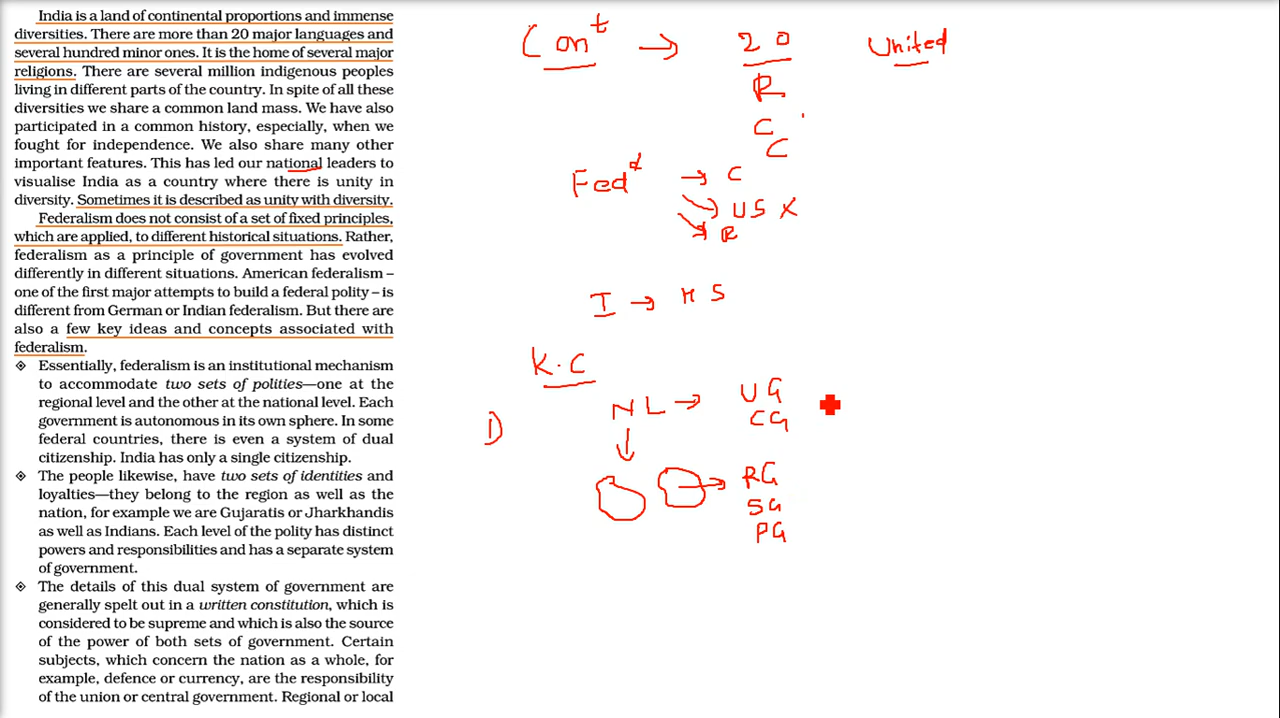 India is a land of continental proportions and immense
diversities. There are more than 20 major languages and
several hundred minor ones. It is the home of several major
religions. There are several million indigenous peoples
living in different parts of the country. In spite of all these
diversities we share a common land mass. We have also
participated in a common history, especially, when we
fought for independence. We also share many other
important features. This has led our national leaders to
visualise India as a country where there is unity in
diversity. Sometimes it is described as unity with diversity.
Federalism does not consist of a set of fixed principles,
which are applied, to different historical situations. Rather,
federalism as a principle of government has evolved
differently in different situations. American federalism –
one of the first major attempts to build a federal polity – is
different from German or Indian federalism. But there are
also a few key ideas and concepts associated with
federalism.
Essentially, federalism is an institutional mechanism
to accommodate two sets of polities—one at the
regional level and the other at the national level. Each
government is autonomous in its own sphere. In some
federal countries, there is even a system of dual
citizenship. India has only a single citizenship.
The people likewise, have two sets of identities and
loyalties—they belong to the region as well as the
nation, for example we are Gujaratis or Jharkhandis
as well as Indians. Each level of the polity has distinct
powers and responsibilities and has a separate system
of government.
The details of this dual system of government are
generally spelt out in a written constitution, which is
considered to be supreme and which is also the source
of the power of both sets of government. Certain
subjects, which concern the nation as a whole, for
example, defence or currency, are the responsibility
of the union or central government. Regional or local
Con^t → 20 United
R
C
C
Fed^d → C
US X
R
I → M S
K.C
1) NL → UG
CG
RG
SG
PG